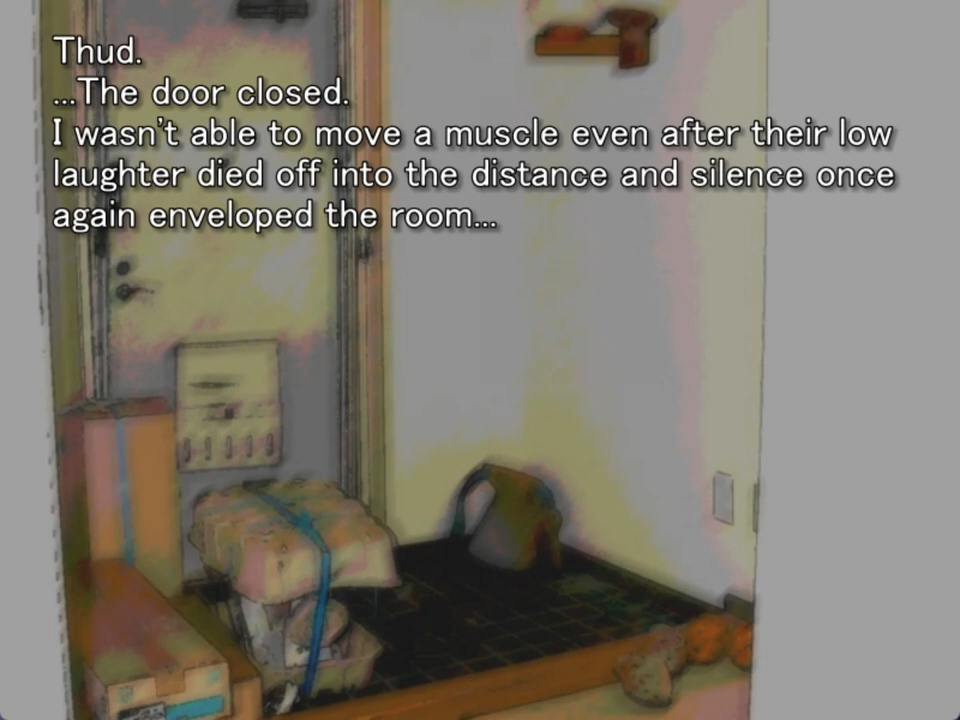 Thud.
...The door closed.
I wasn't able to move a muscle even after their low
laughter died off into the distance and silence once
again enveloped the room...